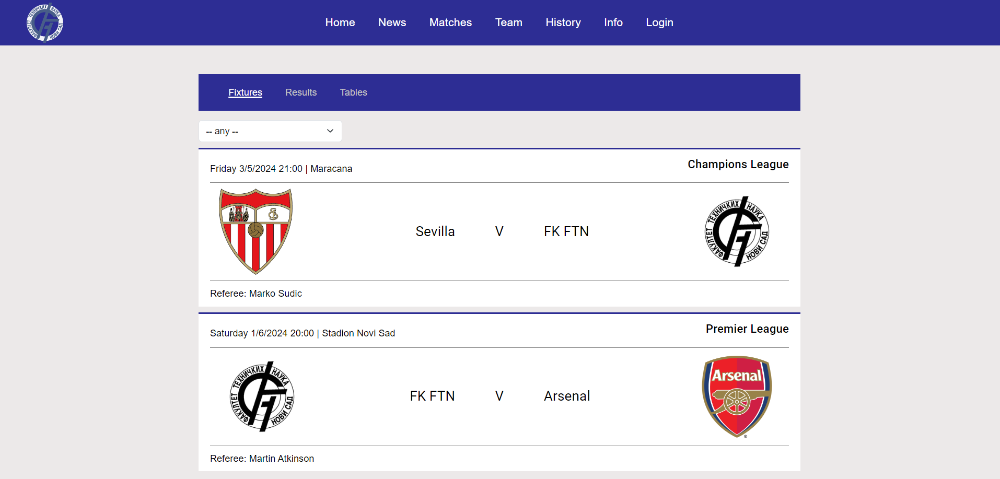 ФАКУЛТЕТ ТЕХНИЧКИХ НАУКА НОВИ САД
Home News Matches Team History Info Login
Fixtures Results Tables
-- any --
Friday 3/5/2024 21:00 | Maracana
Champions League
Sevilla V FK FTN
ФАКУЛТЕТ ТЕХНИЧКИХ НАУКА НОВИ САД
Referee: Marko Sudic
Saturday 1/6/2024 20:00 | Stadion Novi Sad
Premier League
ФАКУЛТЕТ ТЕХНИЧКИХ НАУКА НОВИ САД
FK FTN V Arsenal
Arsenal
®
Referee: Martin Atkinson